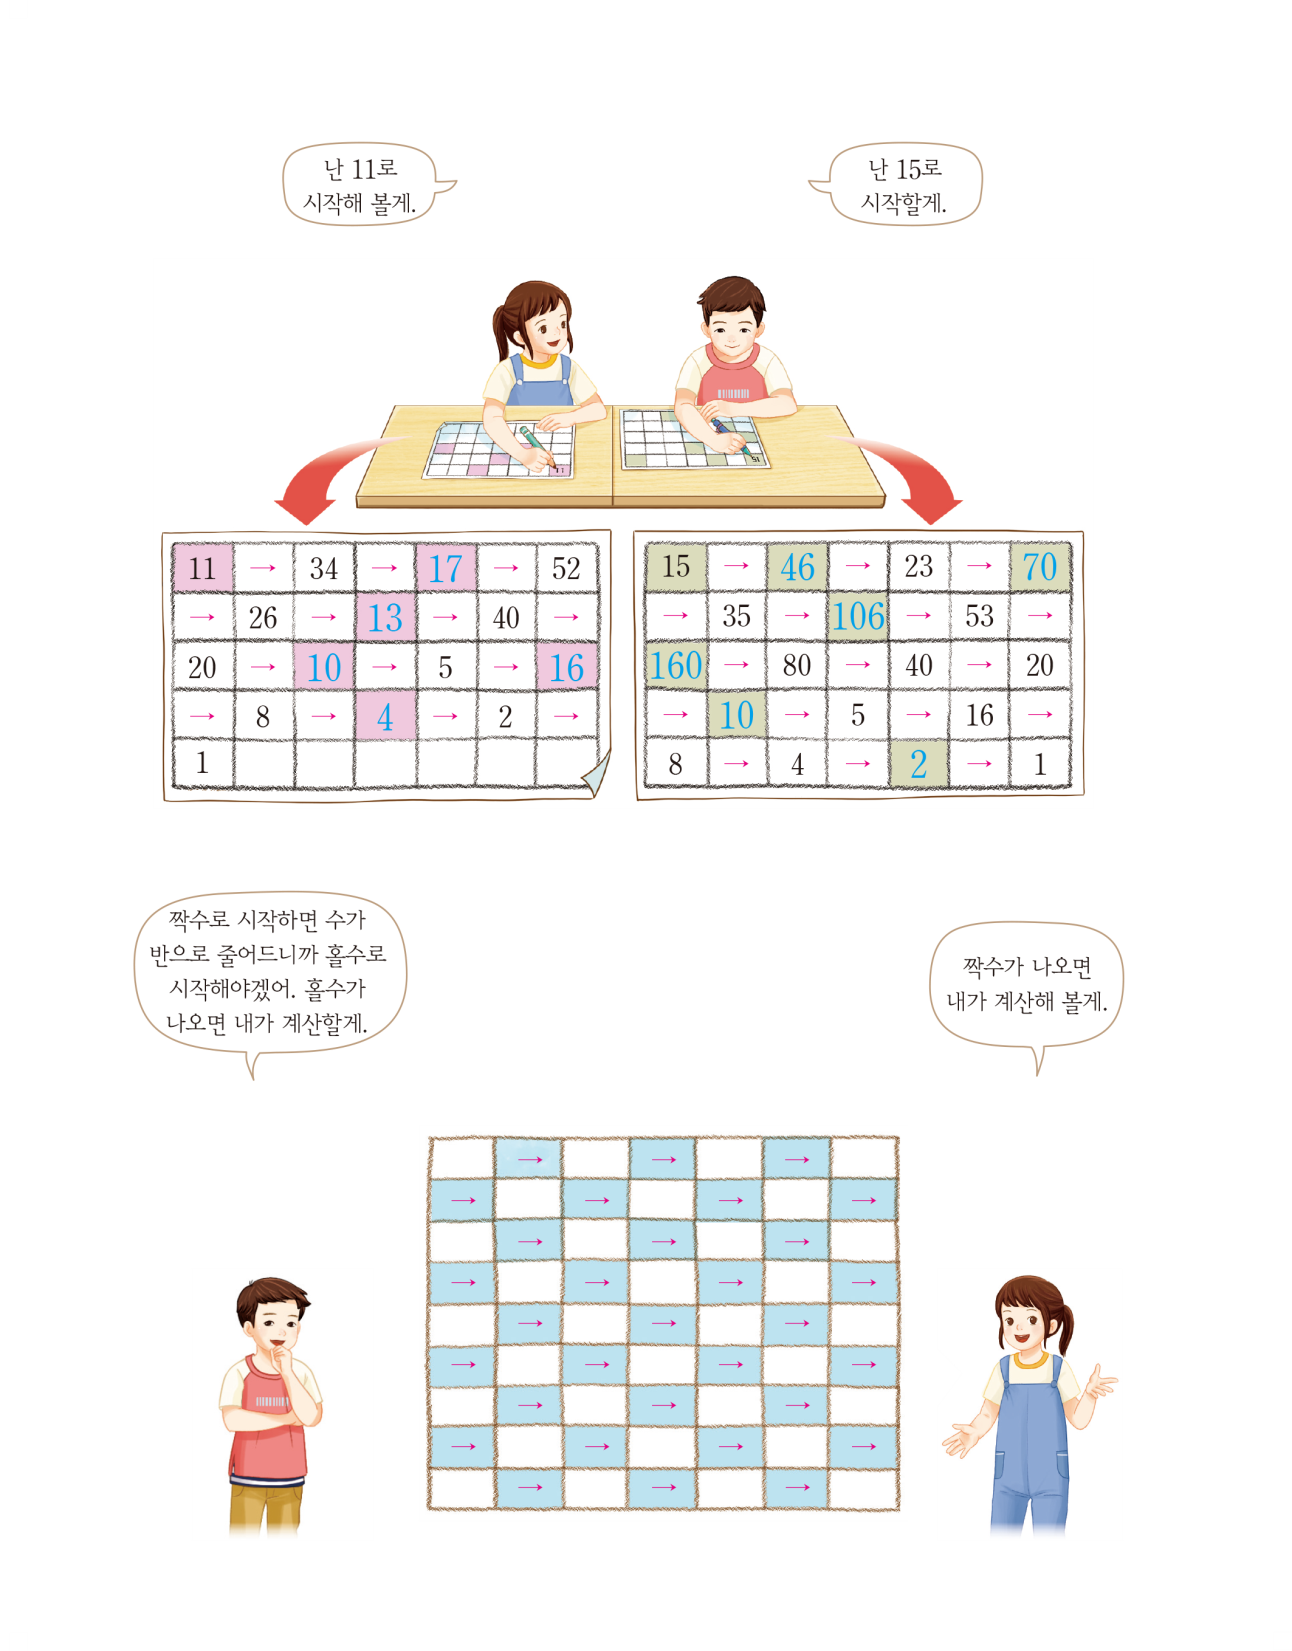 난 11로
시작해 볼게.
난 15로
시작할게.
11 → 34 → 17 → 52
→ 26 → 13 → 40 →
20 → 10 → 5 → 16
→ 8 → 4 → 2 →
1
15 → 46 → 23 → 70
→ 35 → 106 → 53 →
160 → 80 → 40 → 20
→ 10 → 5 → 16 →
8 → 4 → 2 → 1
짝수로 시작하면 수가
반으로 줄어드니까 홀수로
시작해야겠어. 홀수가
나오면 내가 계산할게.
짝수가 나오면
내가 계산해 볼게.
→ → →
→ → → →
→ → →
→ → → →
→ → →
→ → → →
→ → →
→ → → →
→ → →